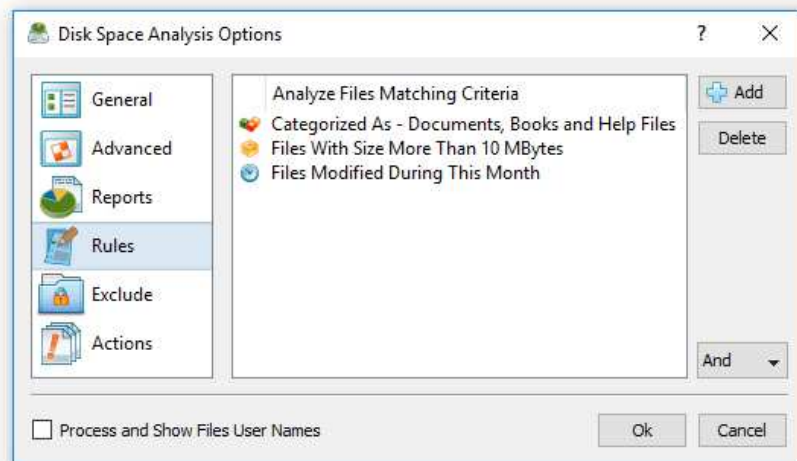 Disk Space Analysis Options
?
General
Advanced
Reports
Rules
Exclude
Actions
Analyze Files Matching Criteria
Categorized As - Documents, Books and Help Files
Files With Size More Than 10 MBytes
Files Modified During This Month
Add
Delete
And
Process and Show Files User Names
Ok
Cancel